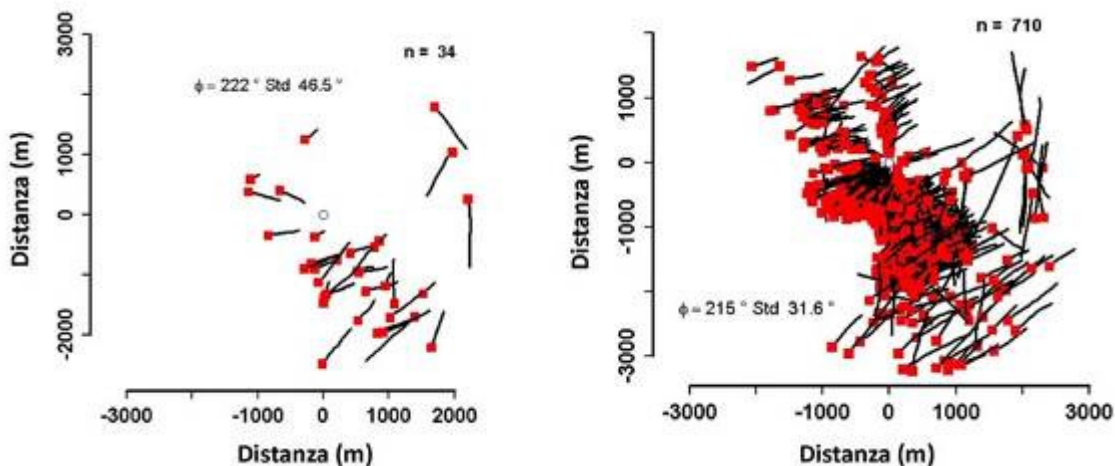 n = 34
ϕ = 222 ° Std 46.5 °
Distanza (m)
3000
1000
0
-2000
-3000
-1000
0
1000
2000
Distanza (m)
n = 710
ϕ = 215 ° Std 31.6 °
Distanza (m)
1000
0
-1000
-3000
-3000
-1000
0
1000
3000
Distanza (m)